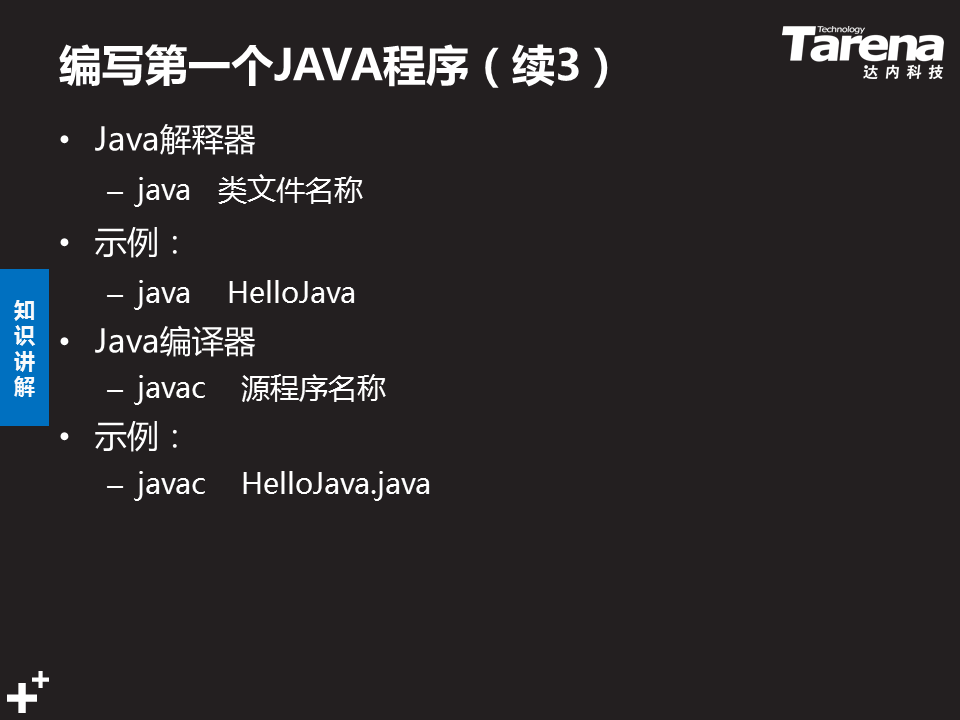 编写第一个JAVA程序（续3）
Technology
Tarena
达内科技
• Java解释器
– java 类文件名称
• 示例：
– java HelloJava
知识讲解
• Java编译器
– javac 源程序名称
• 示例：
– javac HelloJava.java